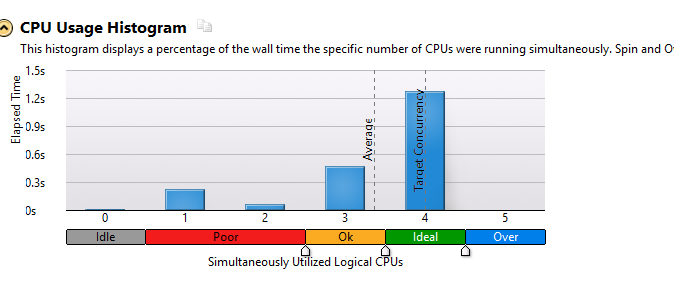 CPU Usage Histogram
This histogram displays a percentage of the wall time the specific number of CPUs were running simultaneously. Spin and O
1.5s
1.2s
0.9s
0.6s
0.3s
0s
Elapsed Time
Average
Target Concurrency
0 1 2 3 4 5
Idle Poor Ok Ideal Over
Simultaneously Utilized Logical CPUs